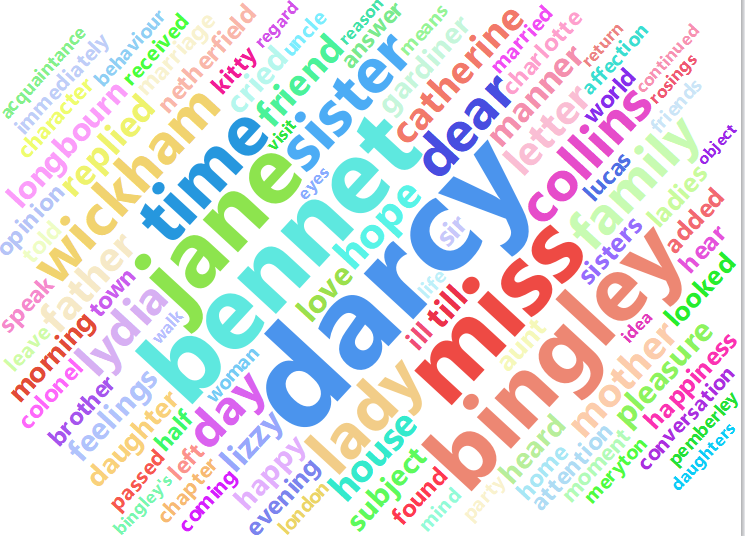 acquaintance
immediately
character
behaviour
received
marriage
netherfield
regard
kitty
cried
uncle
reason
answer
means
gardiner
friend
visit
longbourn
replied
opinion
told
wickham
time
sister
jane
bennet
eyes
hope
catherine
dear
married
charlotte
manner
return
affection
letter
world
continued
rosings
collins
friends
lucas
family
object
ladies
sisters
added
hear
looked
speak
father
town
leave
morning
lydia
colonel
walk
brother
feelings
daughter
half
woman
day
passed
left
bingley's
chapter
coming
lizzy
happy
evening
london
lady
house
subject
found
mind
party
love
darcy
sir
life
ill
till
miss
aunt
bingley
idea
mother
pleasure
happiness
conversation
pemberley
daughters
heard
home
attention
moment
meryton